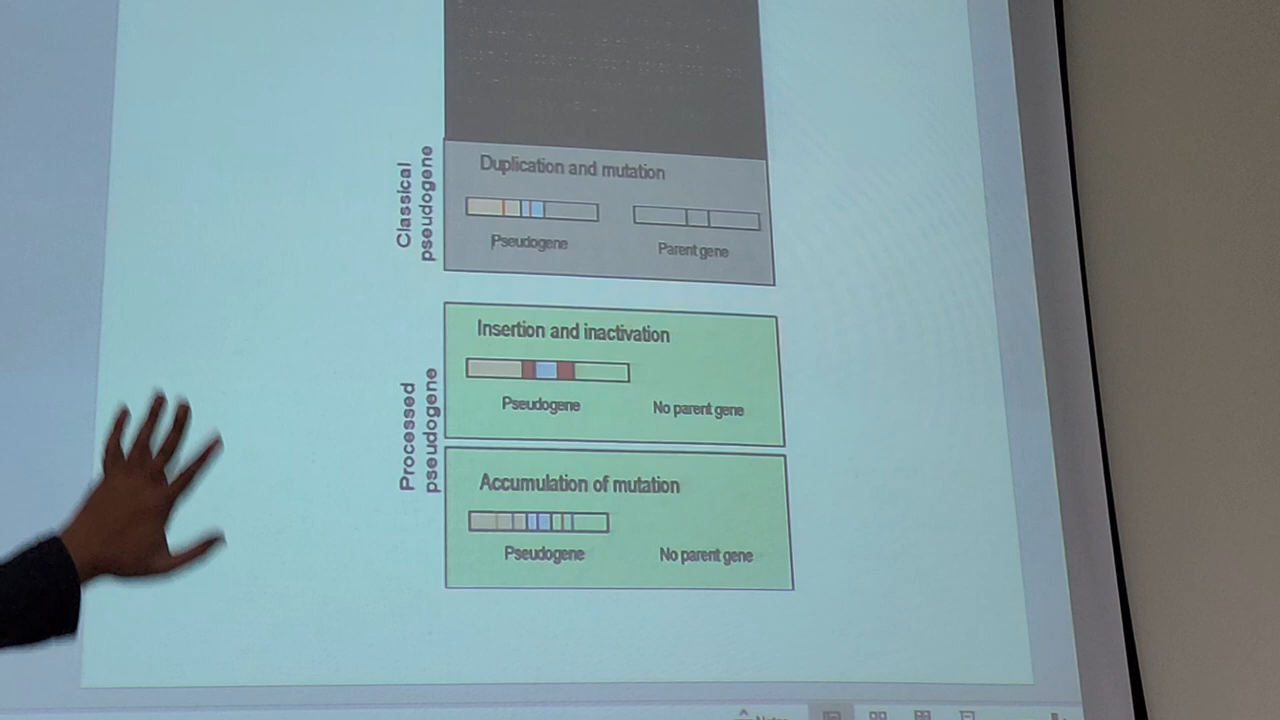 Classical
pseudogene
Duplication and mutation
Pseudogene
Parent gene
Processed
pseudogene
Insertion and inactivation
Pseudogene
No parent gene
Accumulation of mutation
Pseudogene
No parent gene
Notes